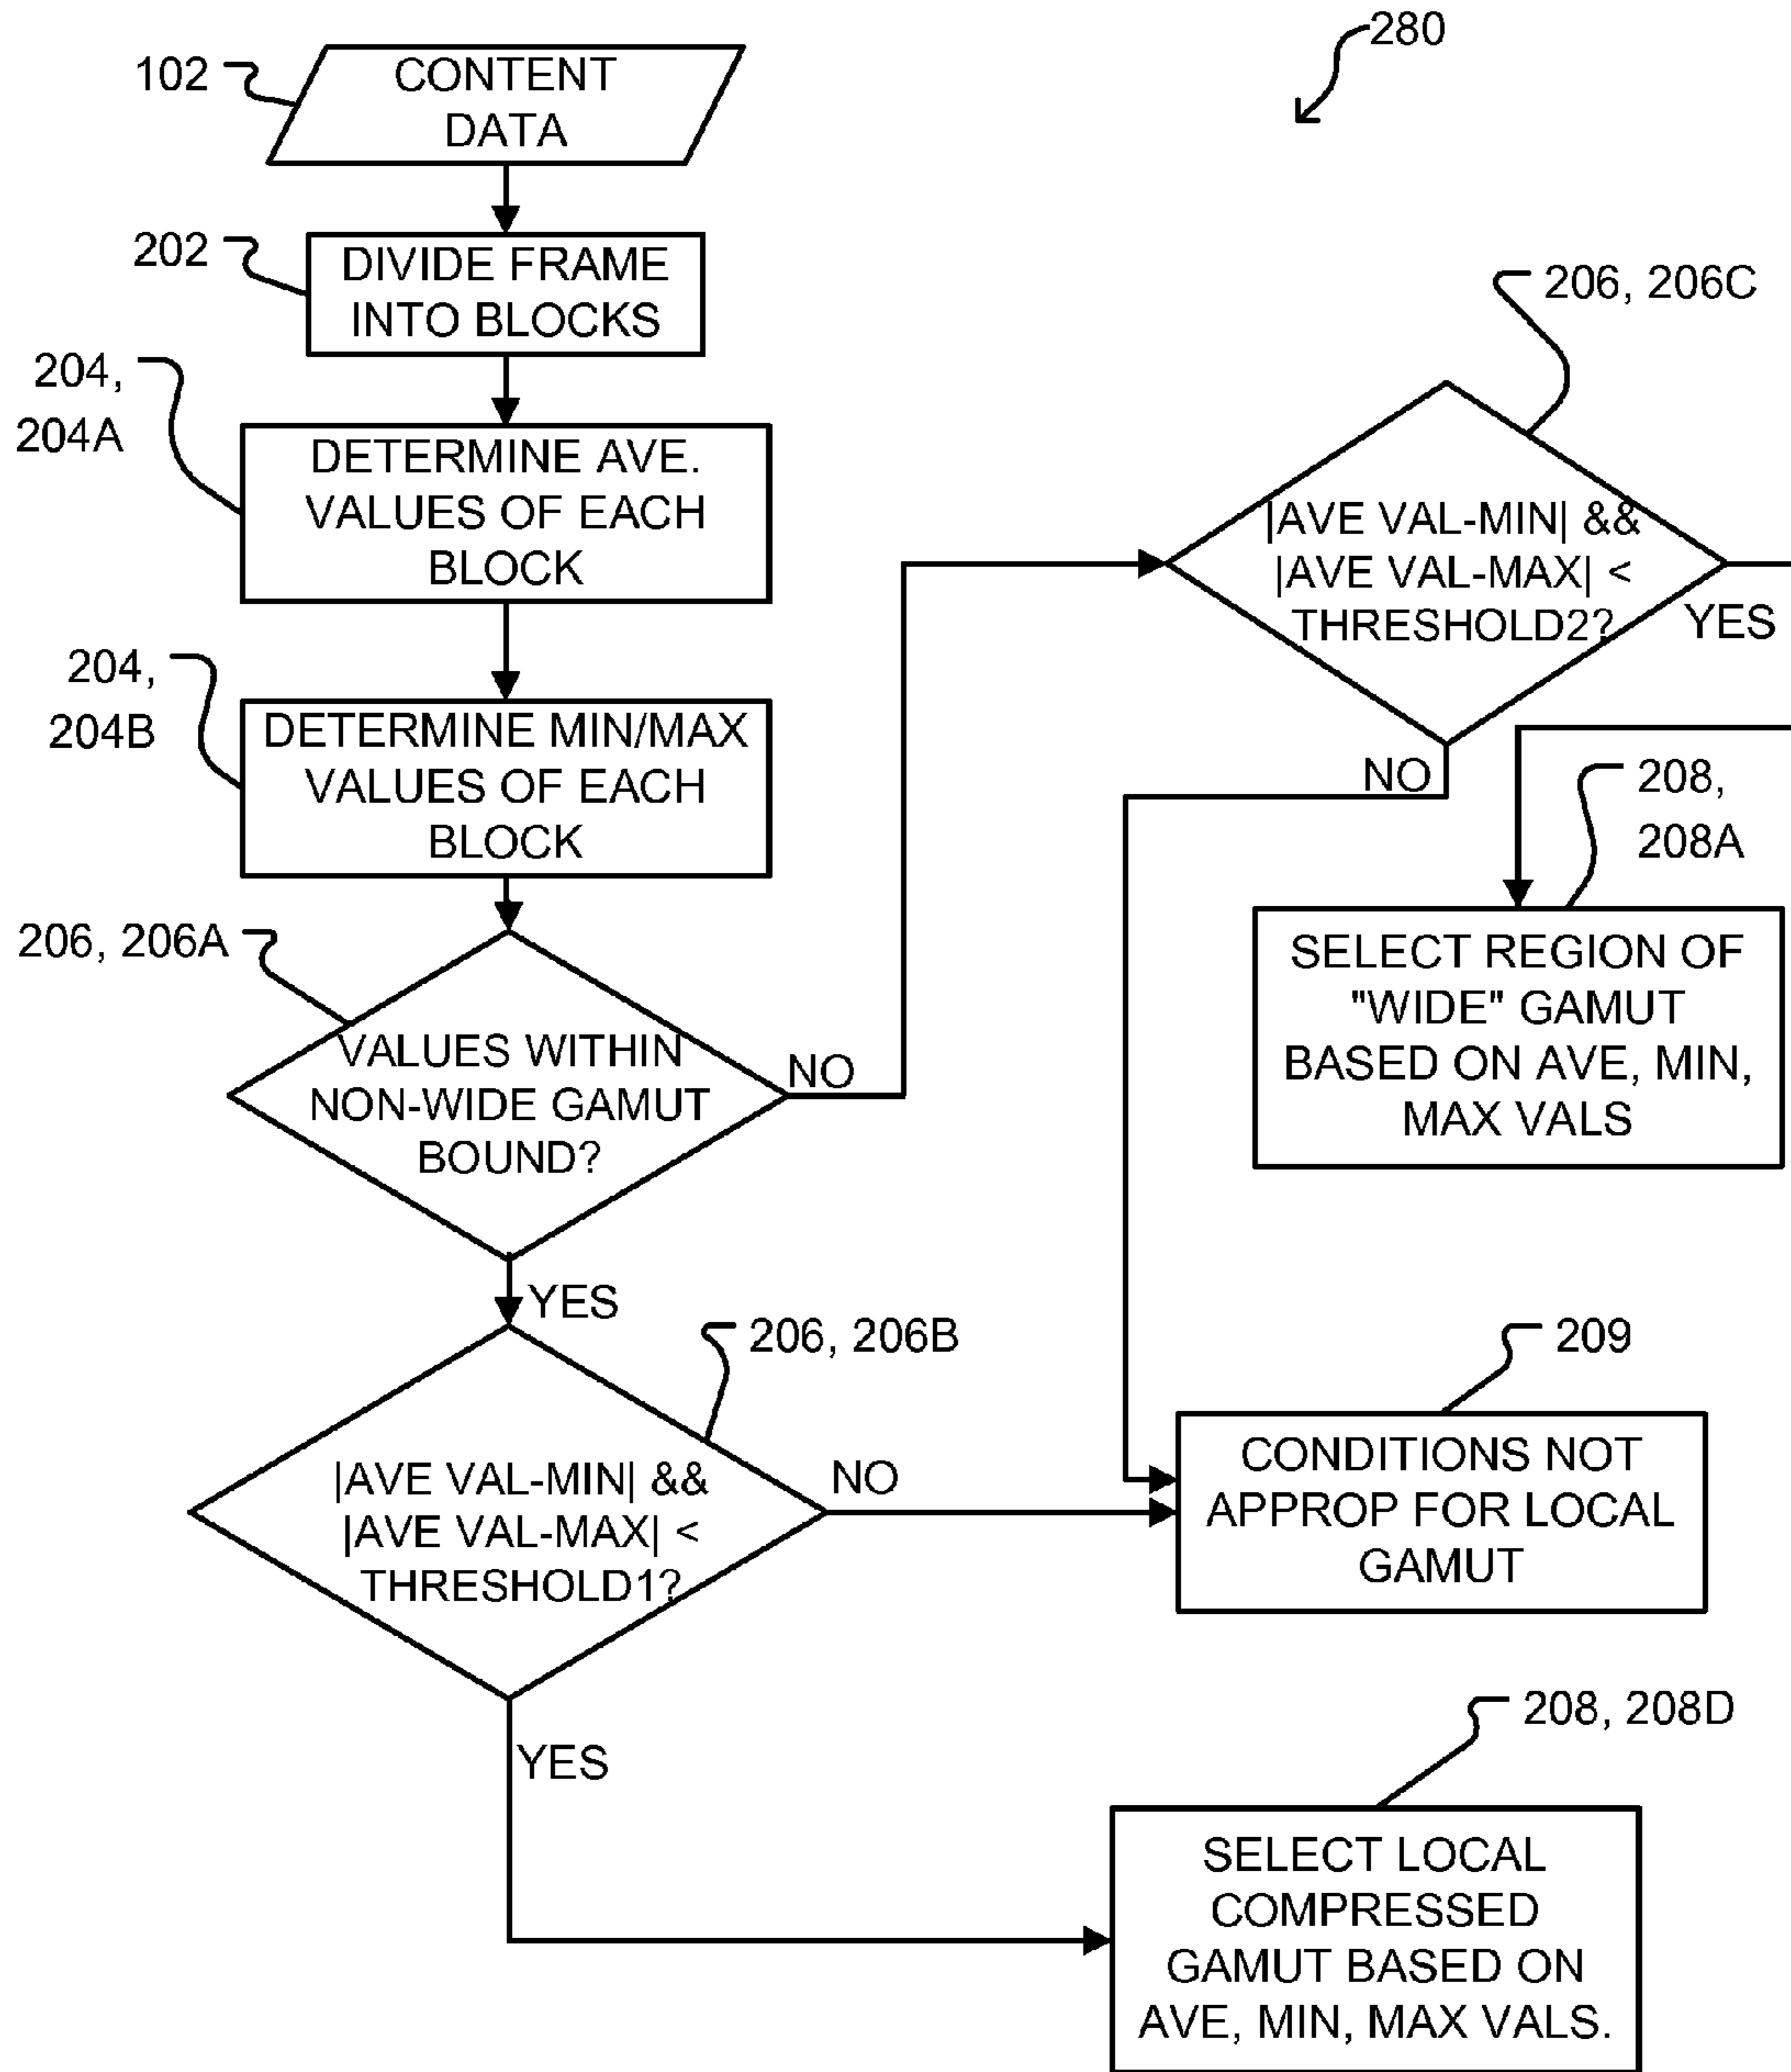 280
102
CONTENT
DATA
202
DIVIDE FRAME
INTO BLOCKS
204,
204A
DETERMINE AVE.
VALUES OF EACH
BLOCK
204,
204B
DETERMINE MIN/MAX
VALUES OF EACH
BLOCK
206, 206A
VALUES WITHIN
NON-WIDE GAMUT
BOUND?
NO
YES
206, 206B
|AVE VAL-MIN| &&
|AVE VAL-MAX| <
THRESHOLD1?
NO
YES
206, 206C
|AVE VAL-MIN| &&
|AVE VAL-MAX| <
THRESHOLD2?
YES
NO
208,
208A
SELECT REGION OF
"WIDE" GAMUT
BASED ON AVE, MIN,
MAX VALS
209
CONDITIONS NOT
APPROP FOR LOCAL
GAMUT
208, 208D
SELECT LOCAL
COMPRESSED
GAMUT BASED ON
AVE, MIN, MAX VALS.